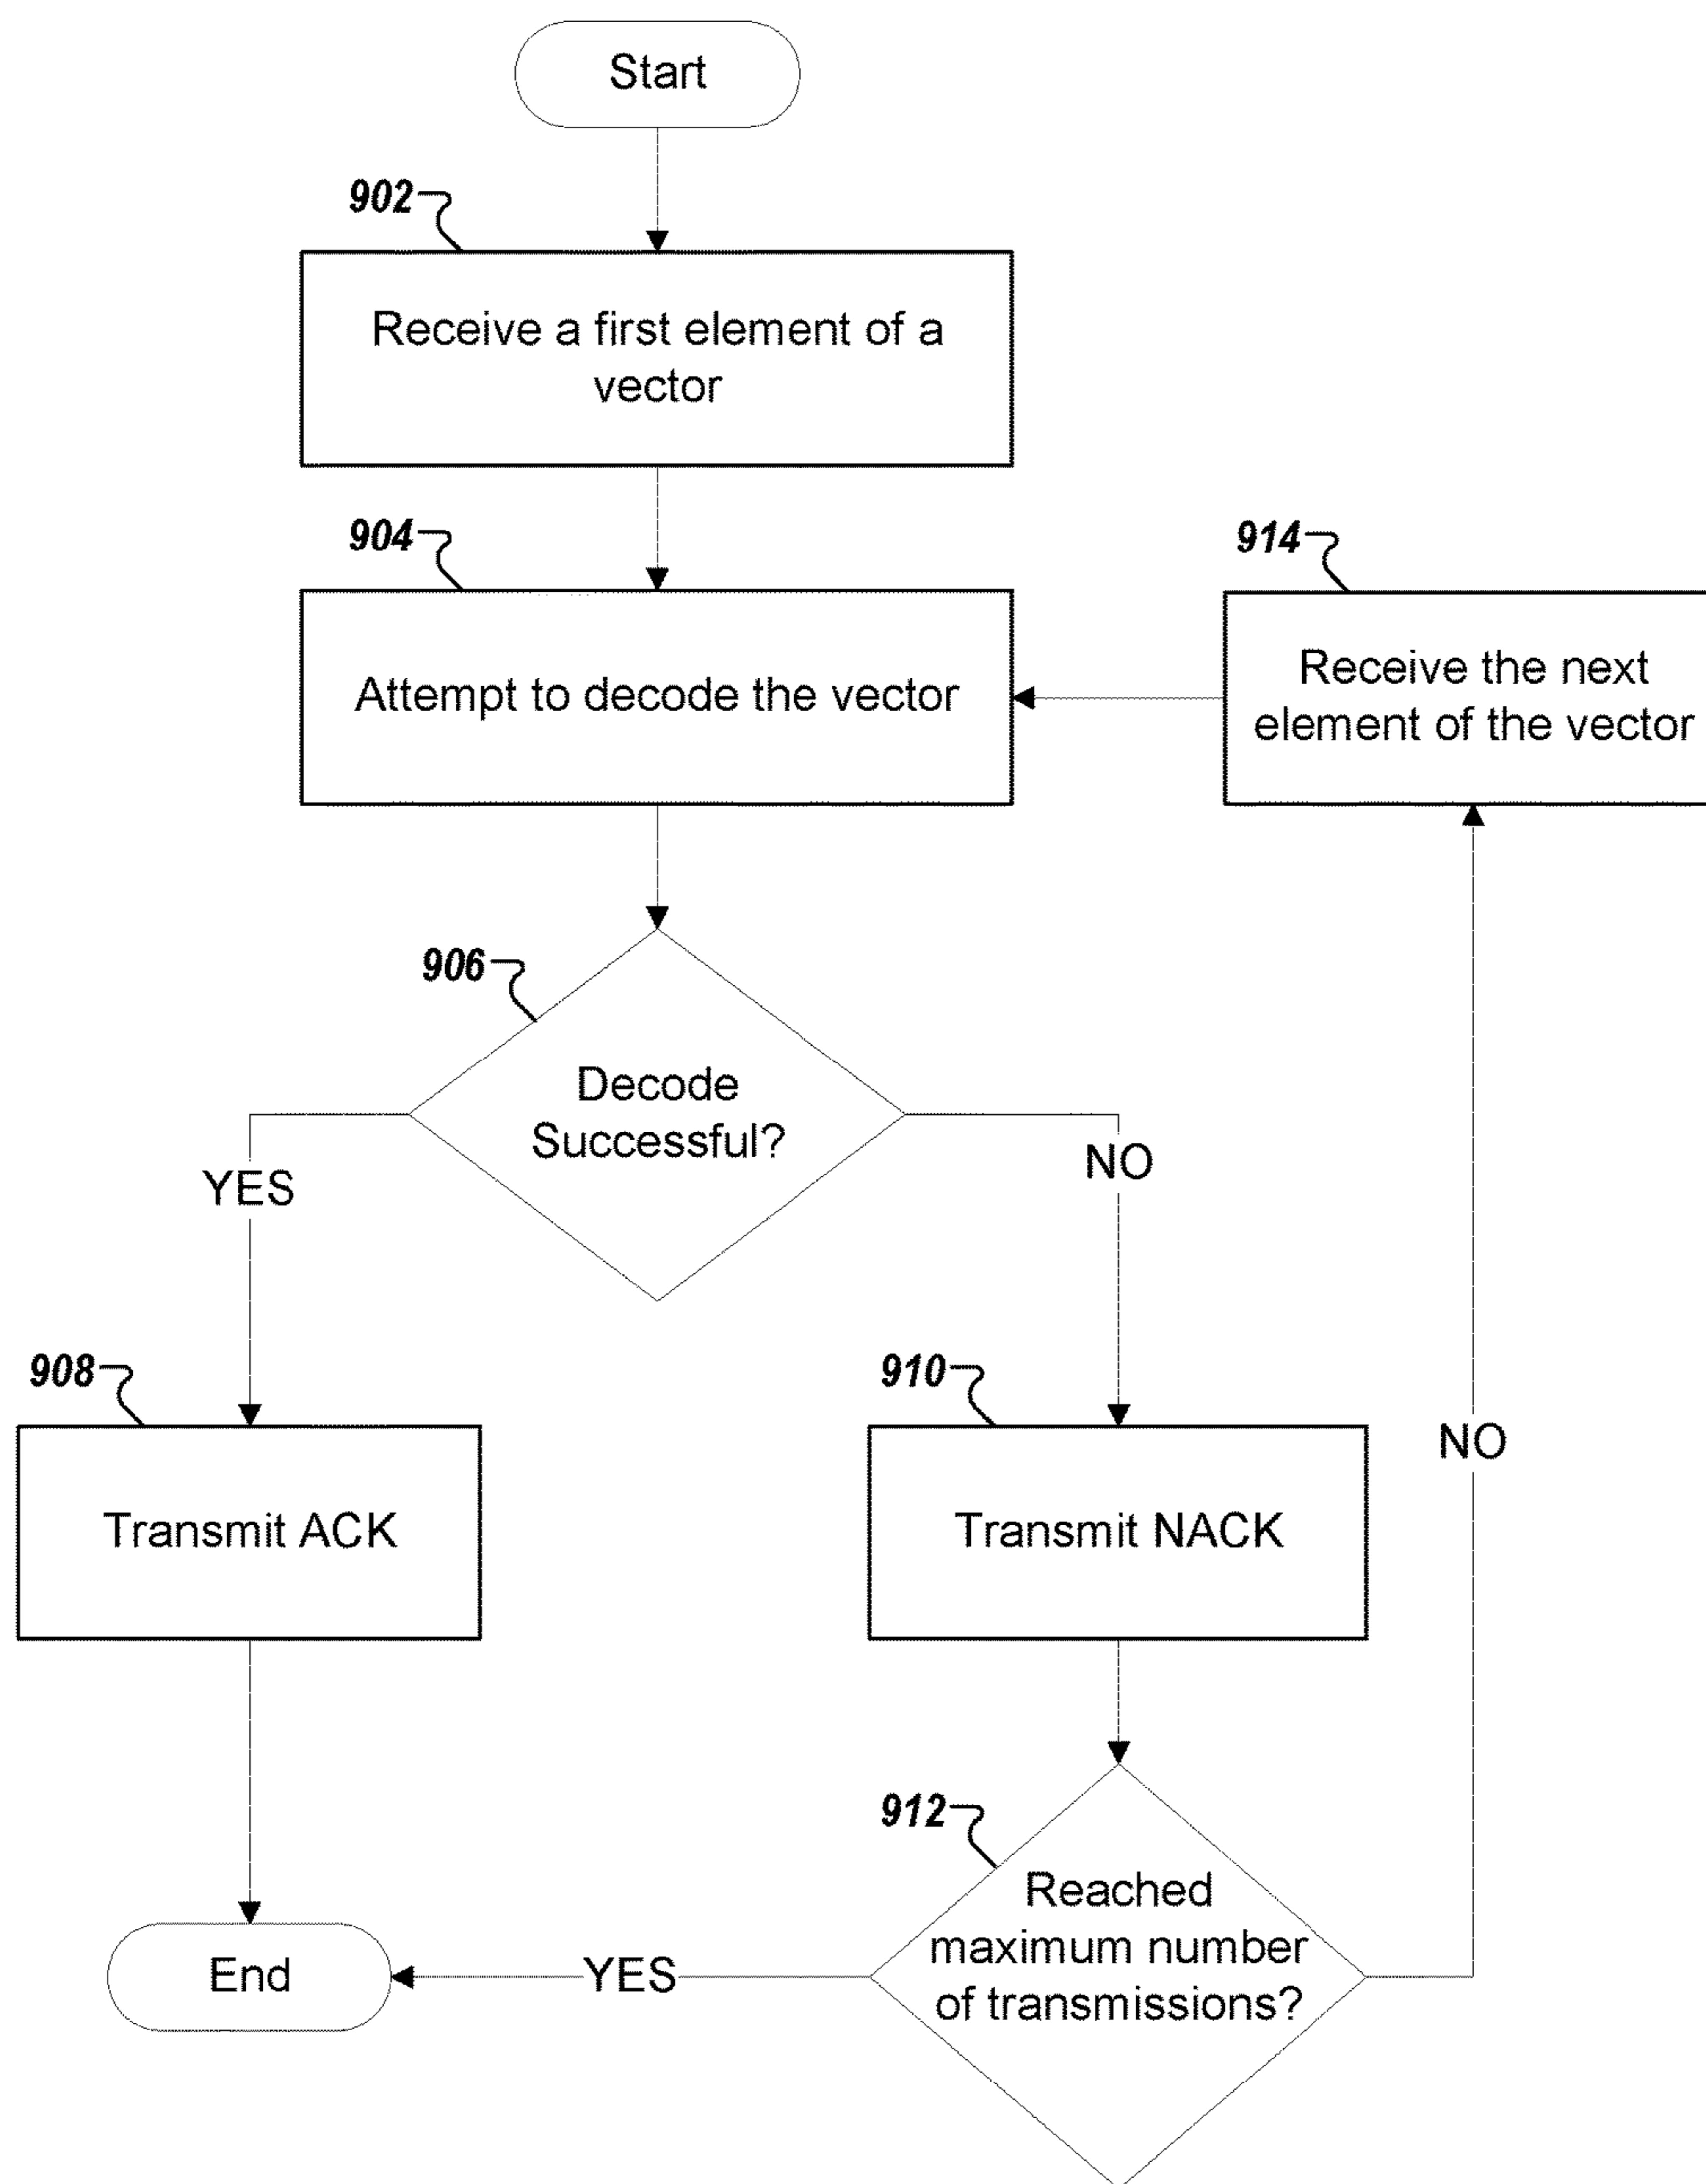 Start
902
Receive a first element of a
vector
904
Attempt to decode the vector
914
Receive the next
element of the vector
906
Decode
Successful?
YES
NO
908
Transmit ACK
910
Transmit NACK
NO
912
Reached
maximum number
of transmissions?
YES
End